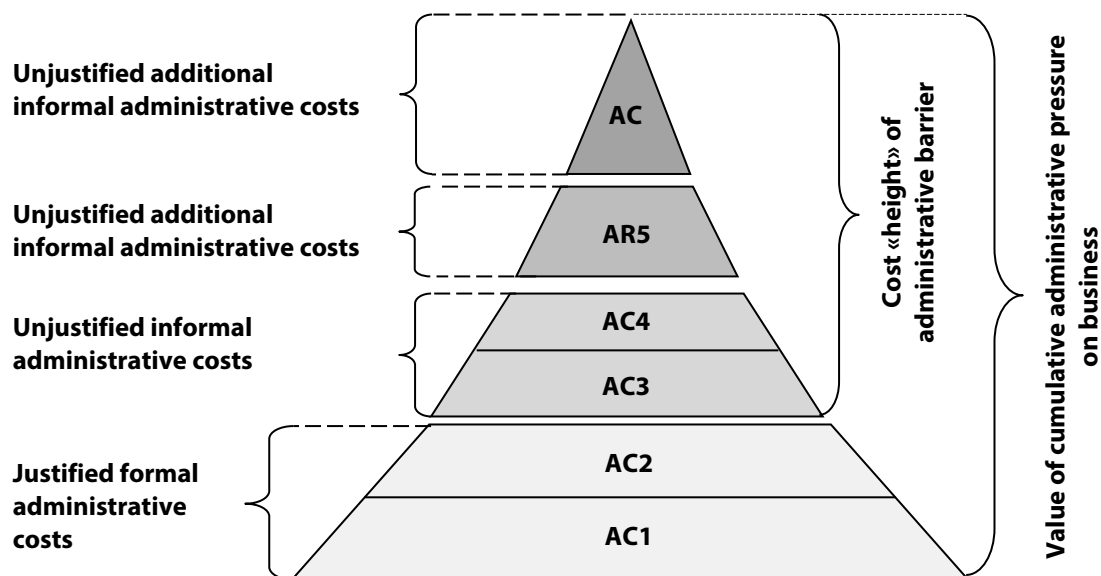 Unjustified additional
informal administrative costs
AC
Unjustified additional
informal administrative costs
AR5
Unjustified informal
administrative costs
AC4
AC3
Justified formal
administrative
costs
AC2
AC1
Cost «height» of
administrative barrier
Value of cumulative administrative pressure
on business